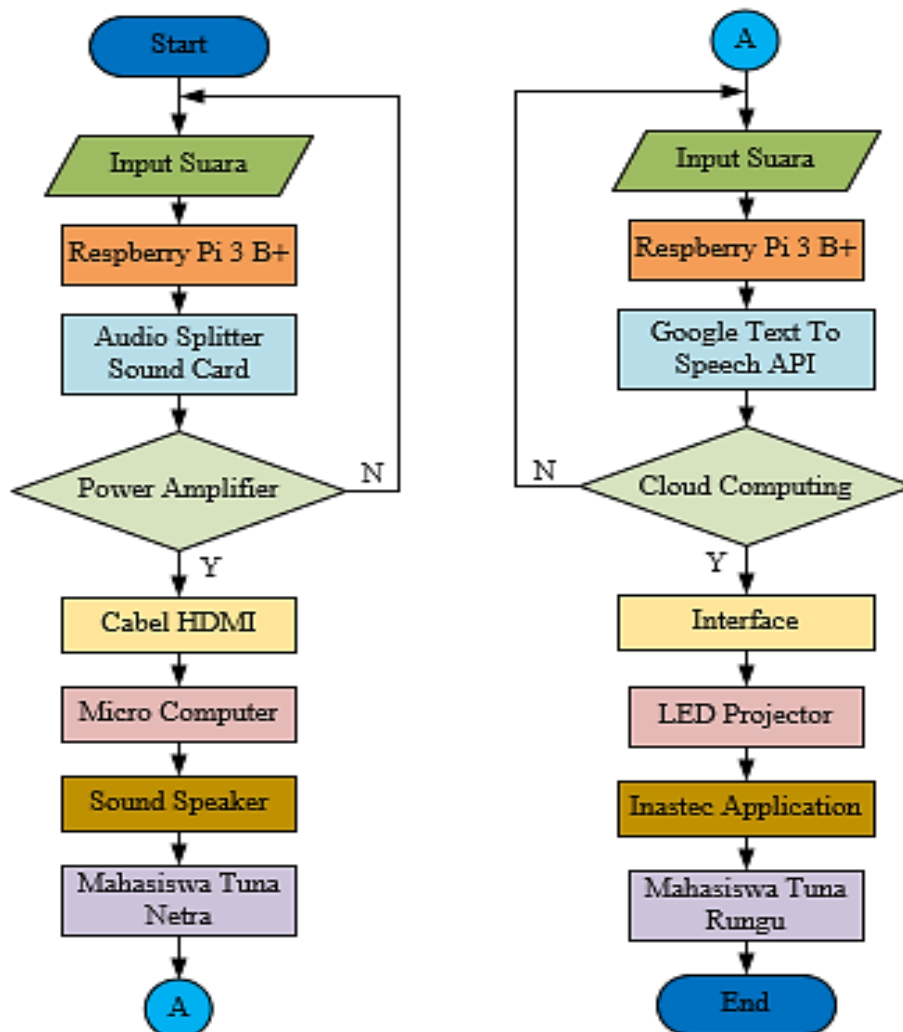 Start
Input Suara
Respberry Pi 3 B+
Audio Splitter
Sound Card
Power Amplifier
N
Y
Cabel HDMI
Micro Computer
Sound Speaker
Mahasiswa Tuna
Netra
A
A
Input Suara
Respberry Pi 3 B+
Google Text To
Speech API
Cloud Computing
N
Y
Interface
LED Projector
Inastec Application
Mahasiswa Tuna
Rungu
End